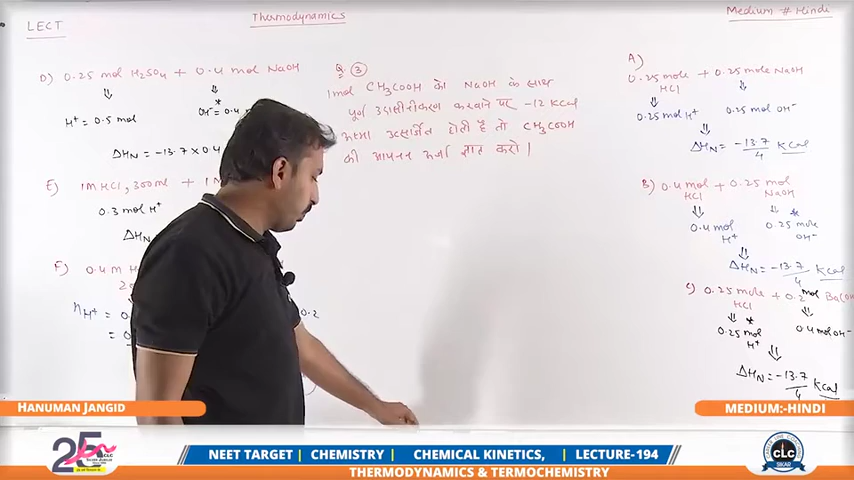 LECT
Thermodynamics
Medium # Hindi
D) 0.25 mol H₂SO₄ + 0.4 mol NaOH
⇓ ⇓
H⁺ = 0.5 mol OH⁻ = 0.4
ΔHN = -13.7 x 0.4
E) 1M HCl, 300ml + 1M
0.3 mol H⁺
ΔHN
F) 0.4 M H
nH⁺ = 0. 0.2
= 0
Q. 3
1 mol CH₃COOH को NaOH के साथ
पूर्ण उदासीनीकरण करवाने पर -12 Kcal
ऊष्मा उत्सर्जित होती है तो CH₃COOH
की आयनन ऊर्जा ज्ञात करो।
A)
0.25 mole HCl + 0.25 mole NaOH
⇓ ⇓
0.25 mol H⁺ 0.25 mol OH⁻
⇓
ΔHN = -13.7/4 Kcal
B) 0.4 mol HCl + 0.25 mol NaOH
⇓ ⇓ *
0.4 mol H⁺ 0.25 mole OH⁻
⇓
ΔHN = -13.7/4 Kcal
C) 0.25 mole HCl + 0.2 mol Ba(OH
⇓ * ⇓
0.25 mol H⁺ 0.4 mol OH⁻
⇓
ΔHN = -13.7/4 Kcal
HANUMAN JANGID
MEDIUM:-HINDI
25
CLC
SIKAR
NEET TARGET | CHEMISTRY | CHEMICAL KINETICS, | LECTURE-194
THERMODYNAMICS & TERMOCHEMISTRY